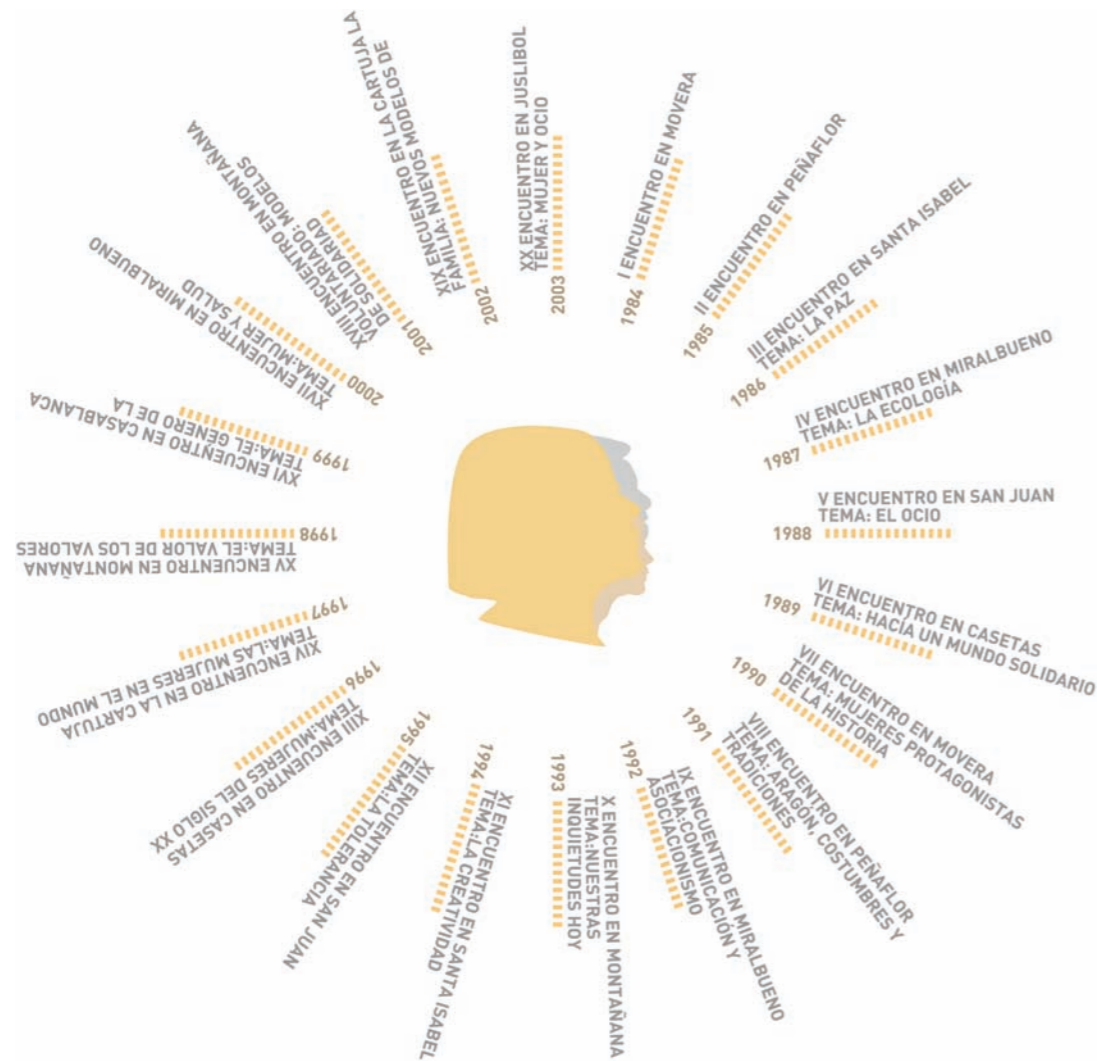 1984
I ENCUENTRO EN MOVERA
1985
II ENCUENTRO EN PEÑAFLOR
1986
III ENCUENTRO EN SANTA ISABEL
TEMA: LA PAZ
1987
IV ENCUENTRO EN MIRALBUENO
TEMA: LA ECOLOGÍA
1988
V ENCUENTRO EN SAN JUAN
TEMA: EL OCIO
1989
VI ENCUENTRO EN CASETAS
TEMA: HACÍA UN MUNDO SOLIDARIO
1990
VII ENCUENTRO EN MOVERA
TEMA: MUJERES PROTAGONISTAS
DE LA HISTORIA
1991
VIII ENCUENTRO EN PEÑAFLOR
TEMA: ARAGÓN, COSTUMBRES Y
TRADICIONES
1992
IX ENCUENTRO EN MIRALBUENO
TEMA:COMUNICACIÓN Y
ASOCIACIONISMO
1993
X ENCUENTRO EN MONTAÑANA
TEMA:NUESTRAS
INQUIETUDES HOY
1994
XI ENCUENTRO EN SANTA ISABEL
TEMA:LA CREATIVIDAD
1995
XII ENCUENTRO EN SAN JUAN
TEMA:LA TOLERANCIA
1996
XIII ENCUENTRO EN CASETAS
TEMA:MUJERES DEL SIGLO XX
1997
XIV ENCUENTRO EN LA CARTUJA
TEMA:LAS MUJERES EN EL MUNDO
1998
XV ENCUENTRO EN MONTAÑANA
TEMA:EL VALOR DE LOS VALORES
1999
XVI ENCUENTRO EN CASABLANCA
TEMA:EL GÉNERO DE LA
2000
XVII ENCUENTRO EN MIRALBUENO
TEMA:MUJER Y SALUD
2001
XVIII ENCUENTRO EN MONTAÑANA
VOLUNTARIADO: MODELOS
DE SOLIDARIAD
2002
XIX ENCUENTRO EN LA CARTUJA LA
FAMILIA: NUEVOS MODELOS DE
2003
XX ENCUENTRO EN JUSLIBOL
TEMA: MUJER Y OCIO